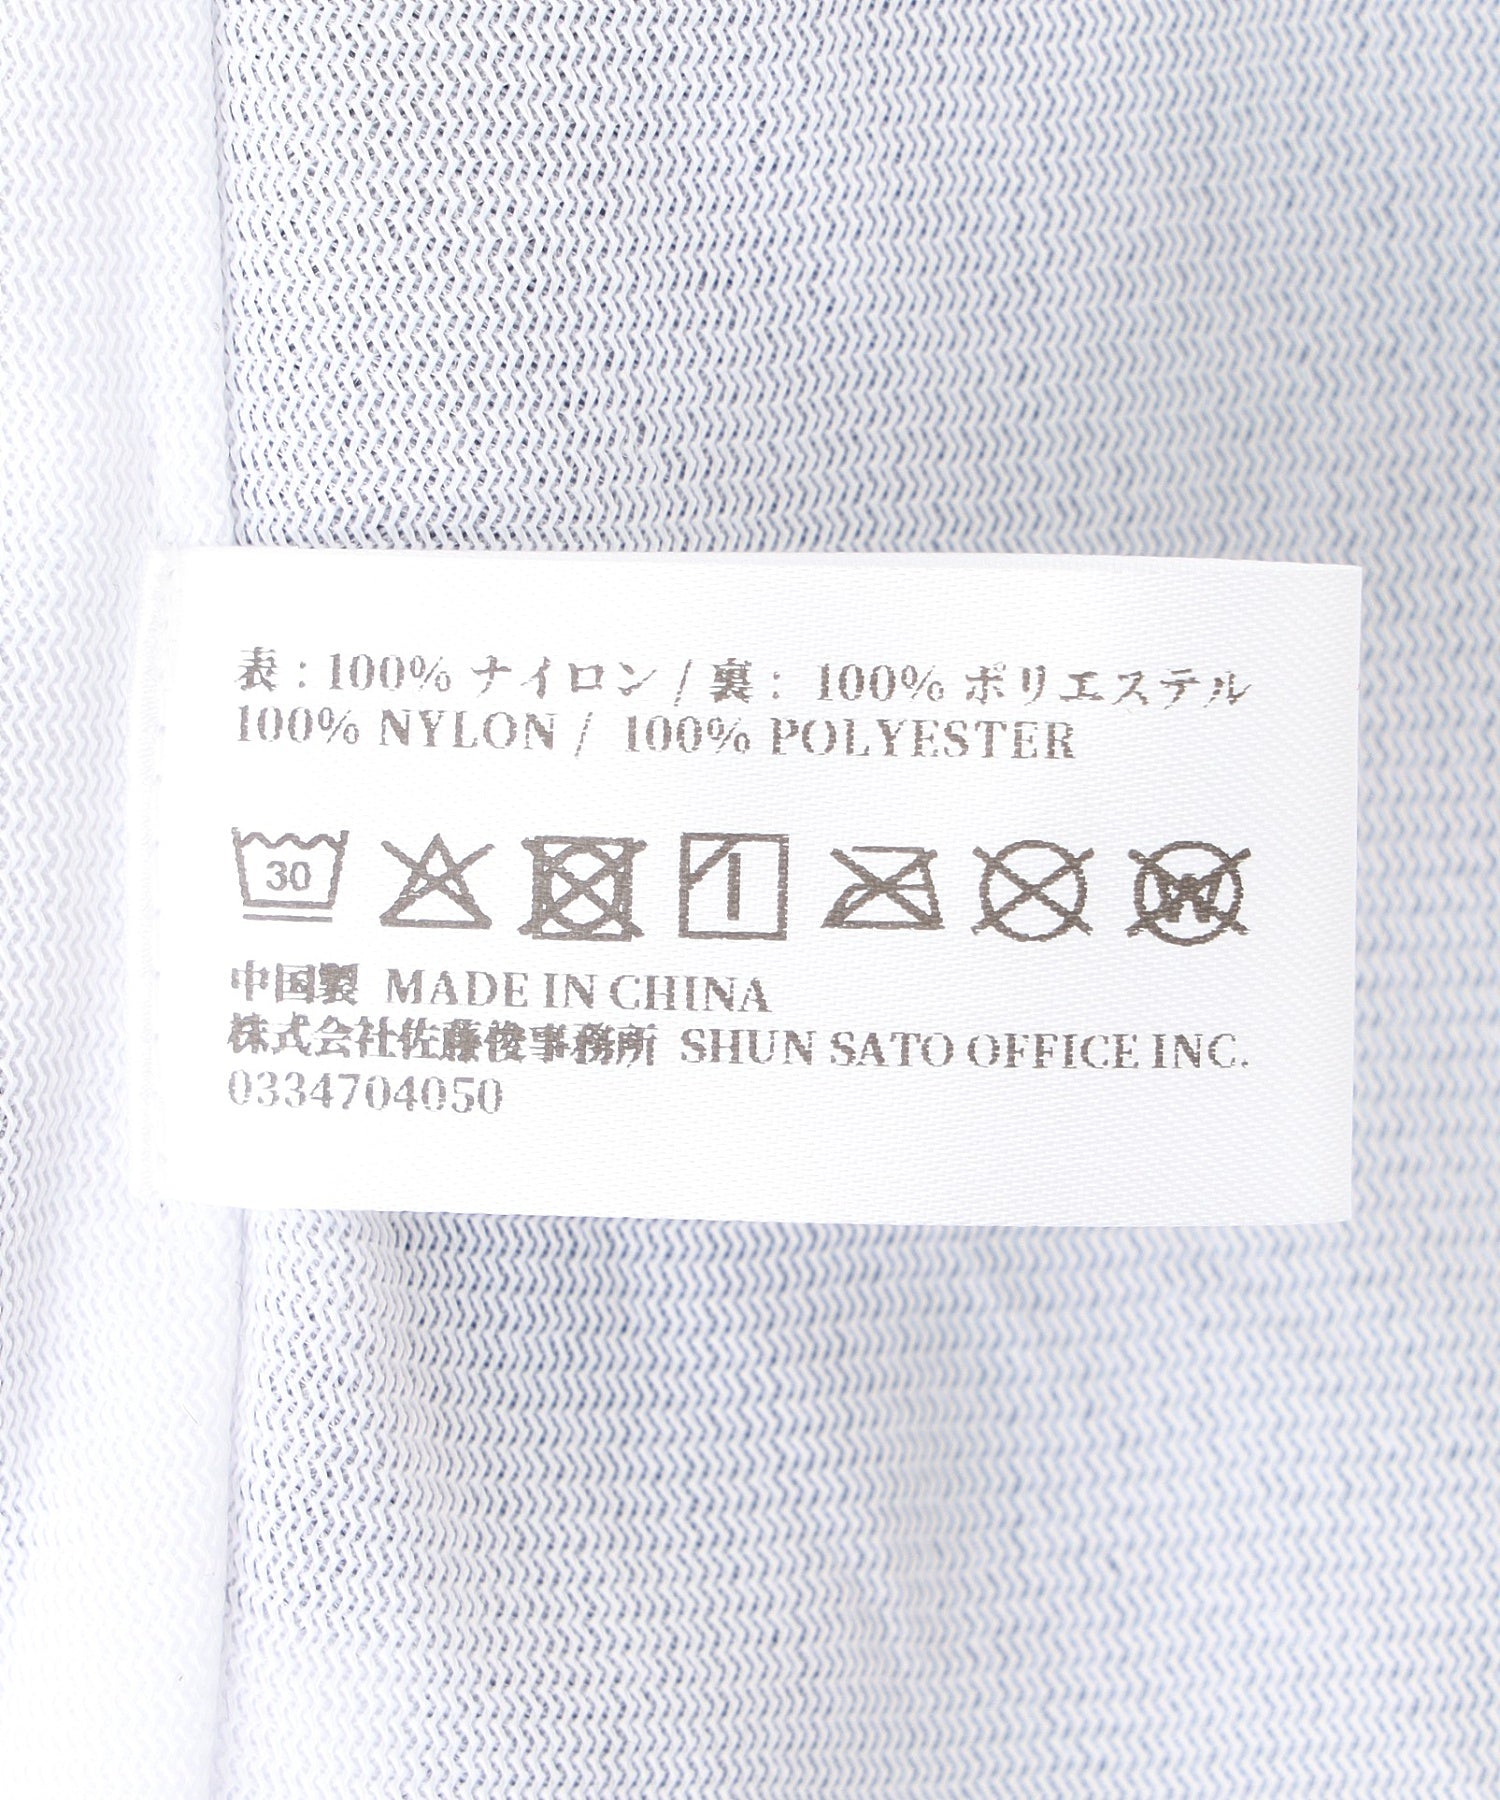 表 : 100% ナイロン / 裏 : 100% ポリエステル
100% NYLON / 100% POLYESTER
30 W
中国製 MADE IN CHINA
株式会社佐藤俊事務所 SHUN SATO OFFICE INC.
0334704050